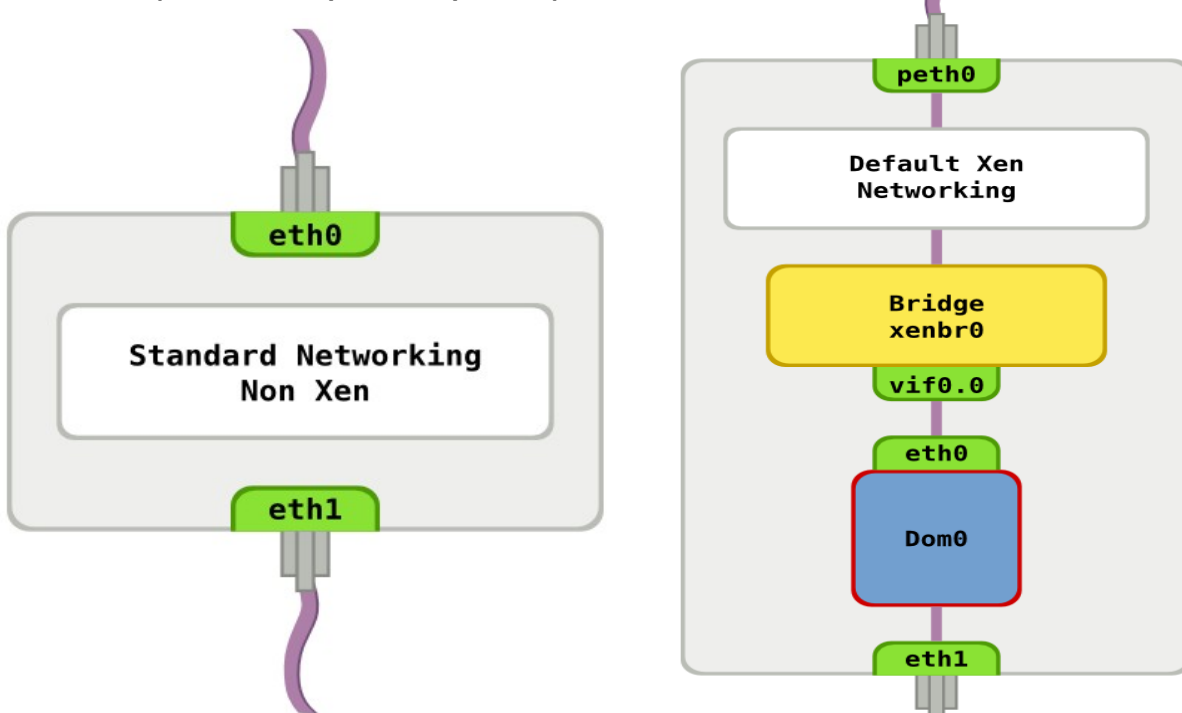 eth0
Standard Networking
Non Xen
eth1
peth0
Default Xen
Networking
Bridge
xenbr0
vif0.0
eth0
Dom0
eth1